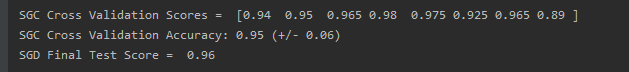 SGC Cross Validation Scores =  [0.94  0.95  0.965 0.98  0.975 0.925 0.965 0.89 ]
SGC Cross Validation Accuracy: 0.95 (+/- 0.06)
SGD Final Test Score =  0.96